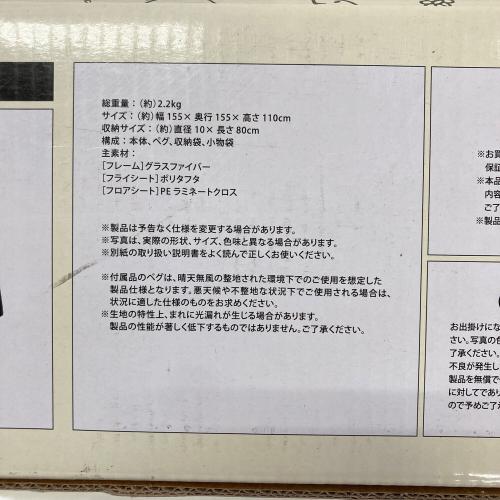 総重量：（約）2.2kg
サイズ：（約）幅 155× 奥行 155× 高さ 110cm
収納サイズ：（約）直径 10× 長さ 80cm
構成：本体、ペグ、収納袋、小物袋
主素材：
［フレーム］グラスファイバー
［フライシート］ポリタフタ
［フロアシート］PE ラミネートクロス
※製品は予告なく仕様を変更する場合があります。
※写真は、実際の形状、サイズ、色味と異なる場合があります。
※別紙の取り扱い説明書をよく読んで正しくお使いください。
※付属品のペグは、晴天無風の整地された環境下でのご使用を想定した
製品仕様となります。悪天候や不整地な状況下でご使用される場合は、
状況に適した仕様のものをお求めください。
※生地の特性上、まれに光漏れが生じる場合があります。
製品の性能が著しく低下するものではありません。ご了承ください。
※お買
保証
※本品
内容
ご了
※製品
お出掛けにな
さい。写真の色
了承ください。
不良が発生し
製品を無償で
に対してであり
ので予めご了承